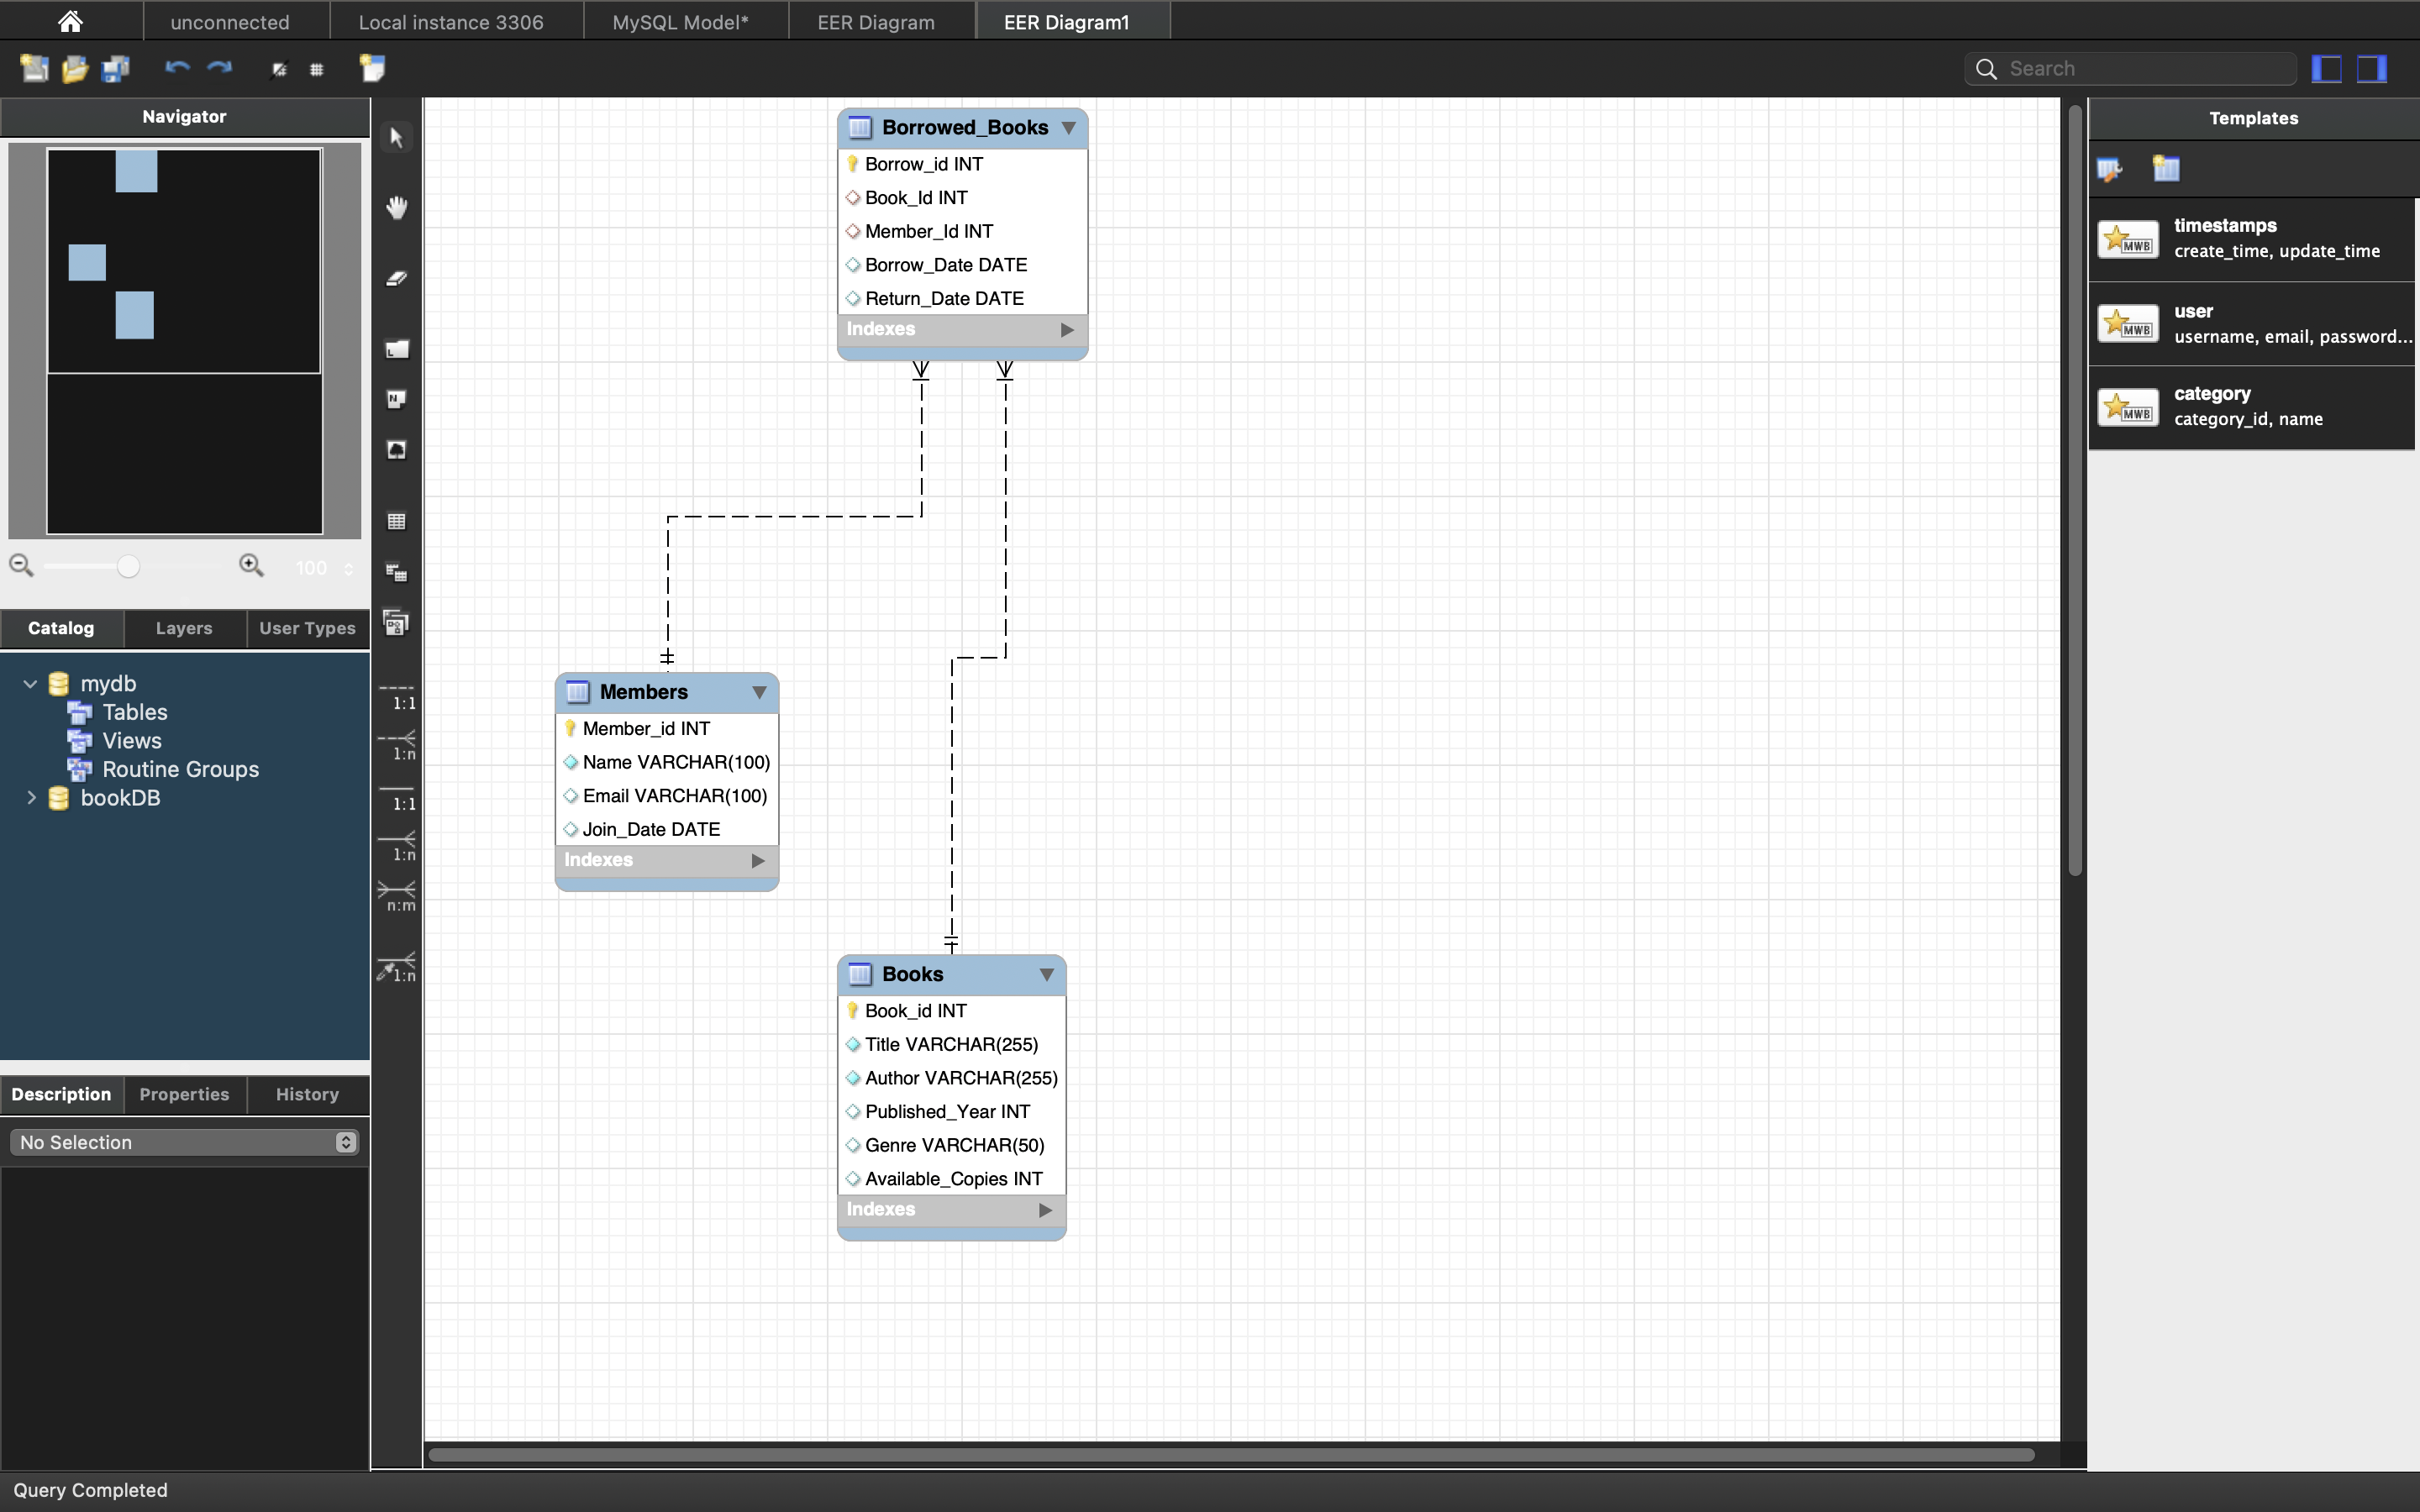 unconnected
Local instance 3306
MySQL Model*
EER Diagram
EER Diagram1
Search
Navigator
100
Catalog
Layers
User Types
mydb
Tables
Views
Routine Groups
bookDB
Description
Properties
History
No Selection
1:1
1:n
1:1
1:n
n:m
1:n
Borrowed_Books
Borrow_id INT
Book_Id INT
Member_Id INT
Borrow_Date DATE
Return_Date DATE
Indexes
Members
Member_id INT
Name VARCHAR(100)
Email VARCHAR(100)
Join_Date DATE
Indexes
Books
Book_id INT
Title VARCHAR(255)
Author VARCHAR(255)
Published_Year INT
Genre VARCHAR(50)
Available_Copies INT
Indexes
Templates
MWB
timestamps
create_time, update_time
MWB
user
username, email, password...
MWB
category
category_id, name
Query Completed